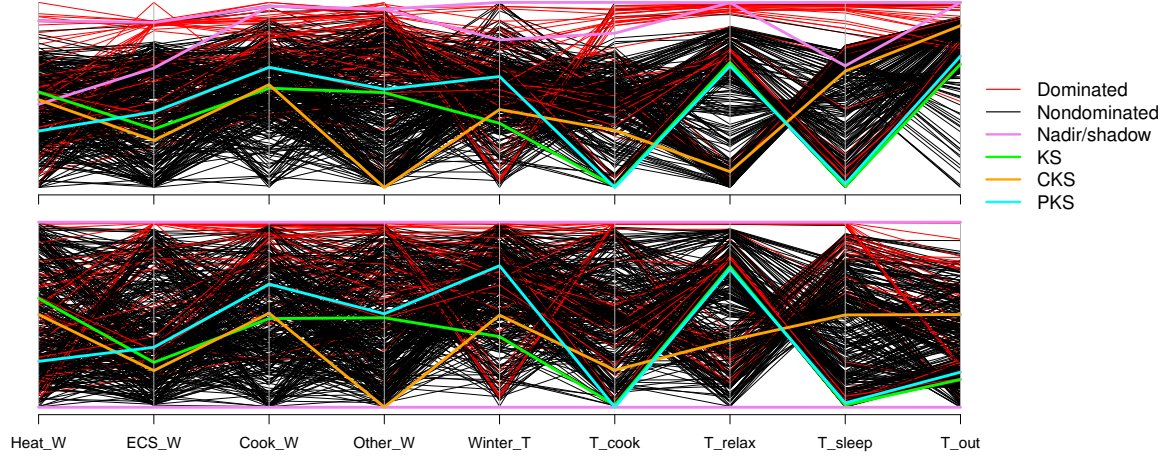 Dominated
Nondominated
Nadir/shadow
KS
CKS
PKS
Heat_W ECS_W Cook_W Other_W Winter_T T_cook T_relax T_sleep T_out